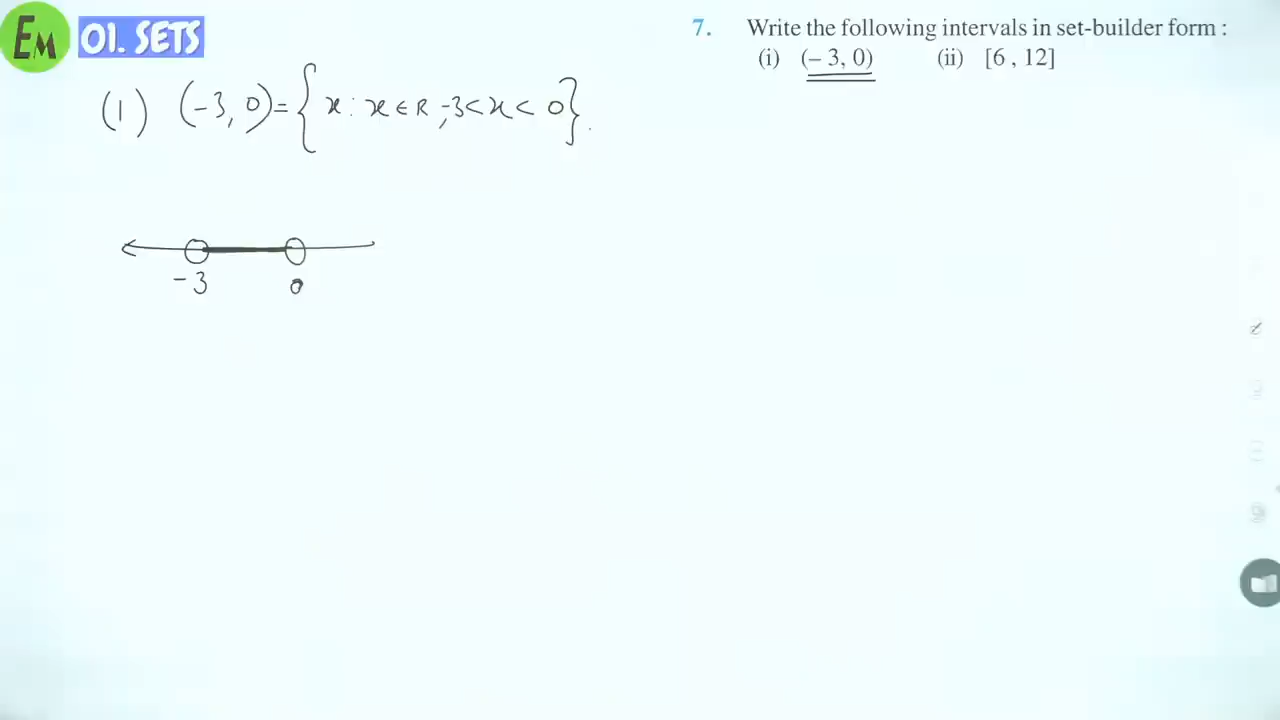 EM 01. SETS
7. Write the following intervals in set-builder form :
(i) (– 3, 0) (ii) [6 , 12]
(1) (-3, 0) = { x : x ∈ R, -3 < x < 0 }.
-3 0